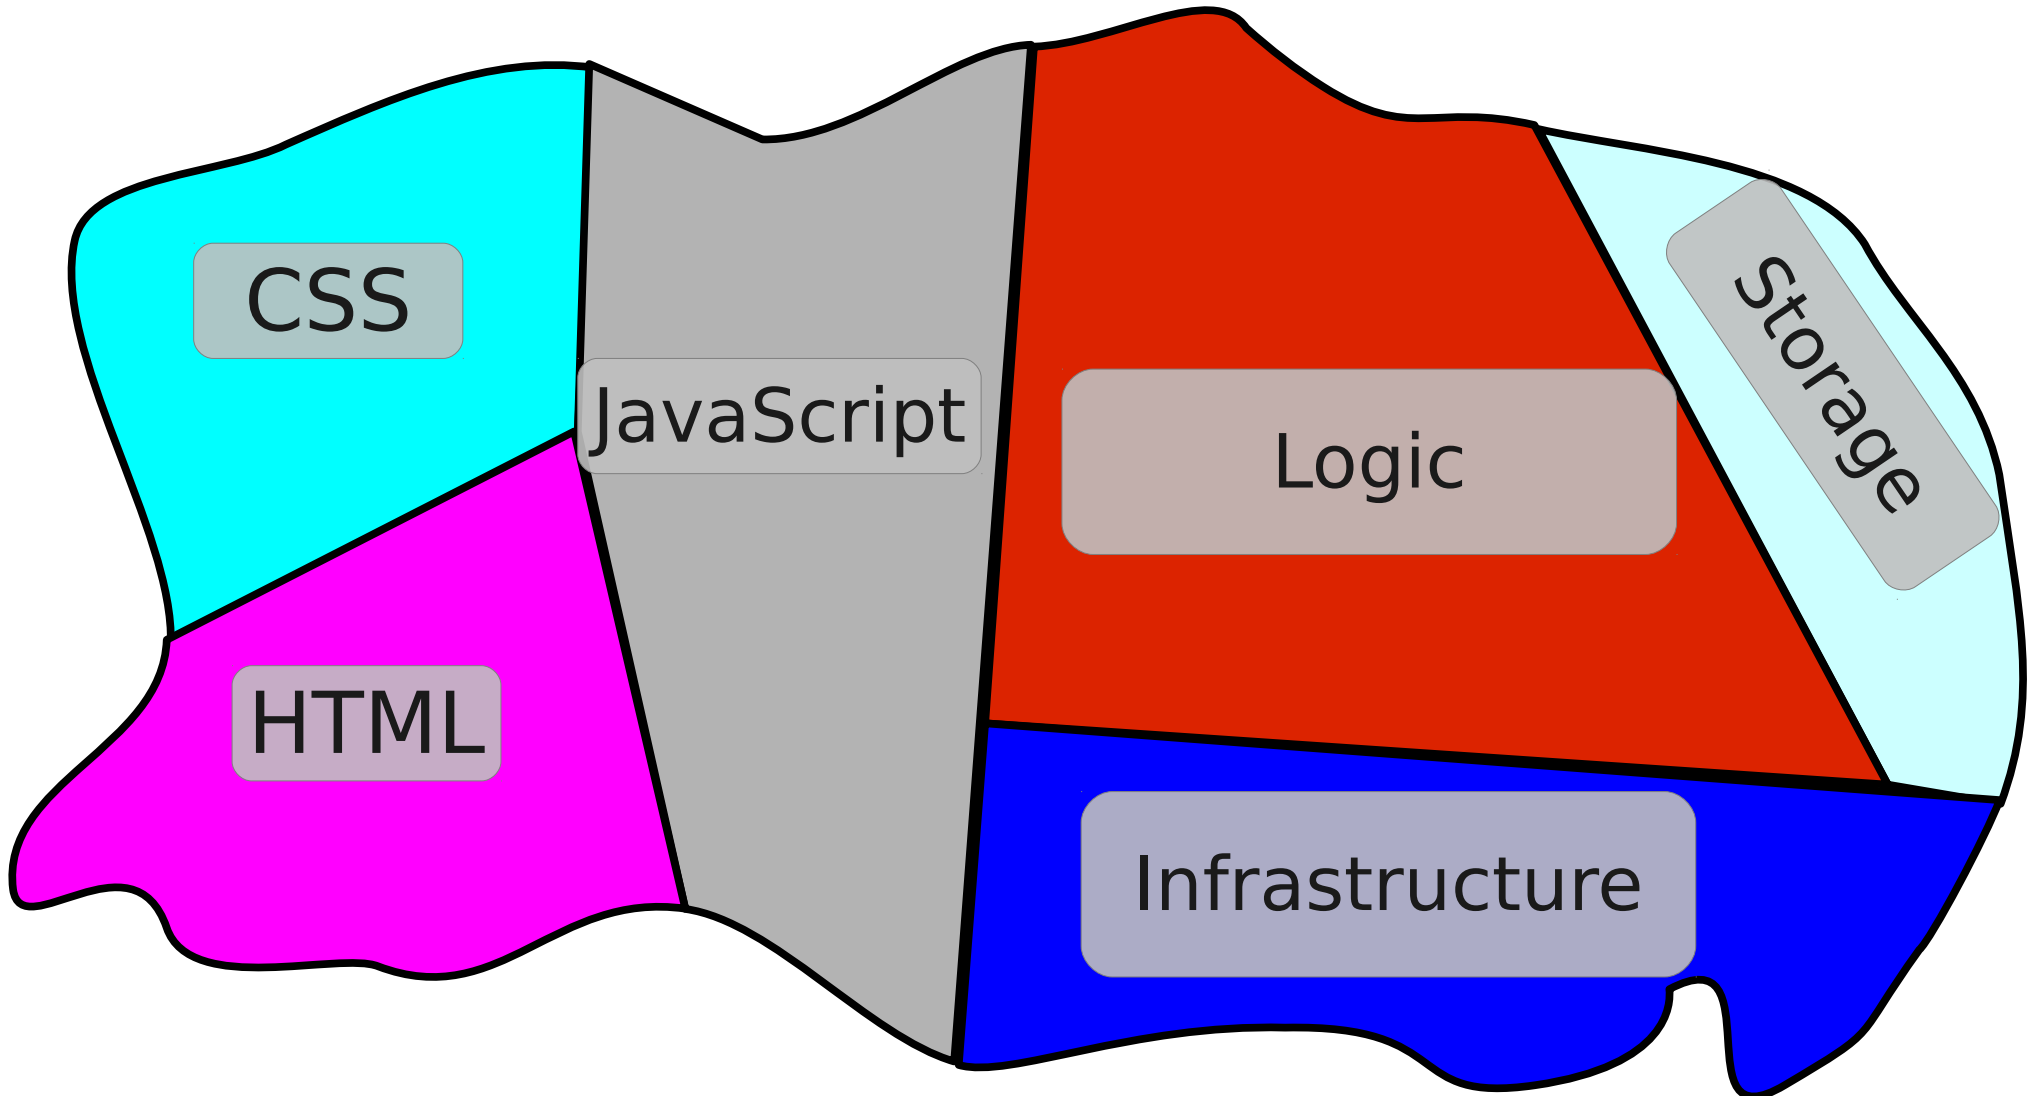 CSS
JavaScript
HTML
Logic
Storage
Infrastructure